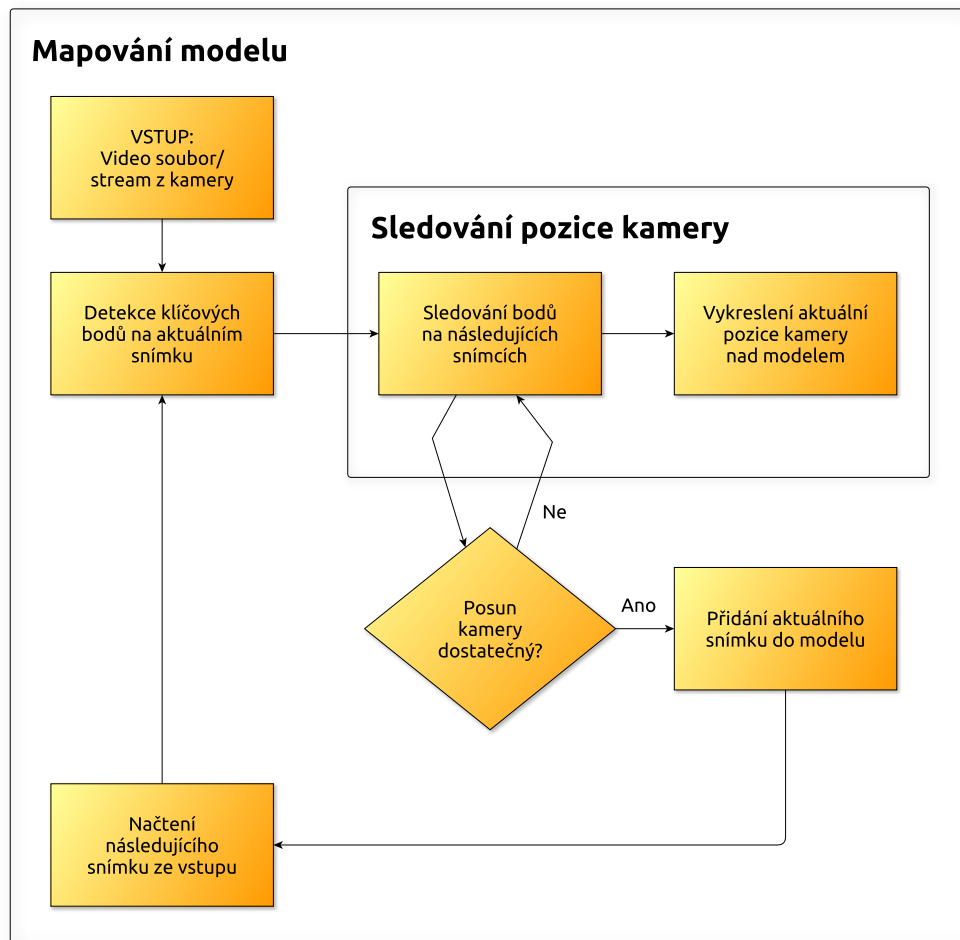 Mapování modelu
VSTUP:
Video soubor/
stream z kamery
Sledování pozice kamery
Detekce klíčových
bodů na aktuálním
snímku
Sledování bodů
na následujících
snímcích
Vykreslení aktuální
pozice kamery
nad modelem
Ne
Posun
kamery
dostatečný?
Ano
Přidání aktuálního
snímku do modelu
Načtení
následujícího
snímku ze vstupu